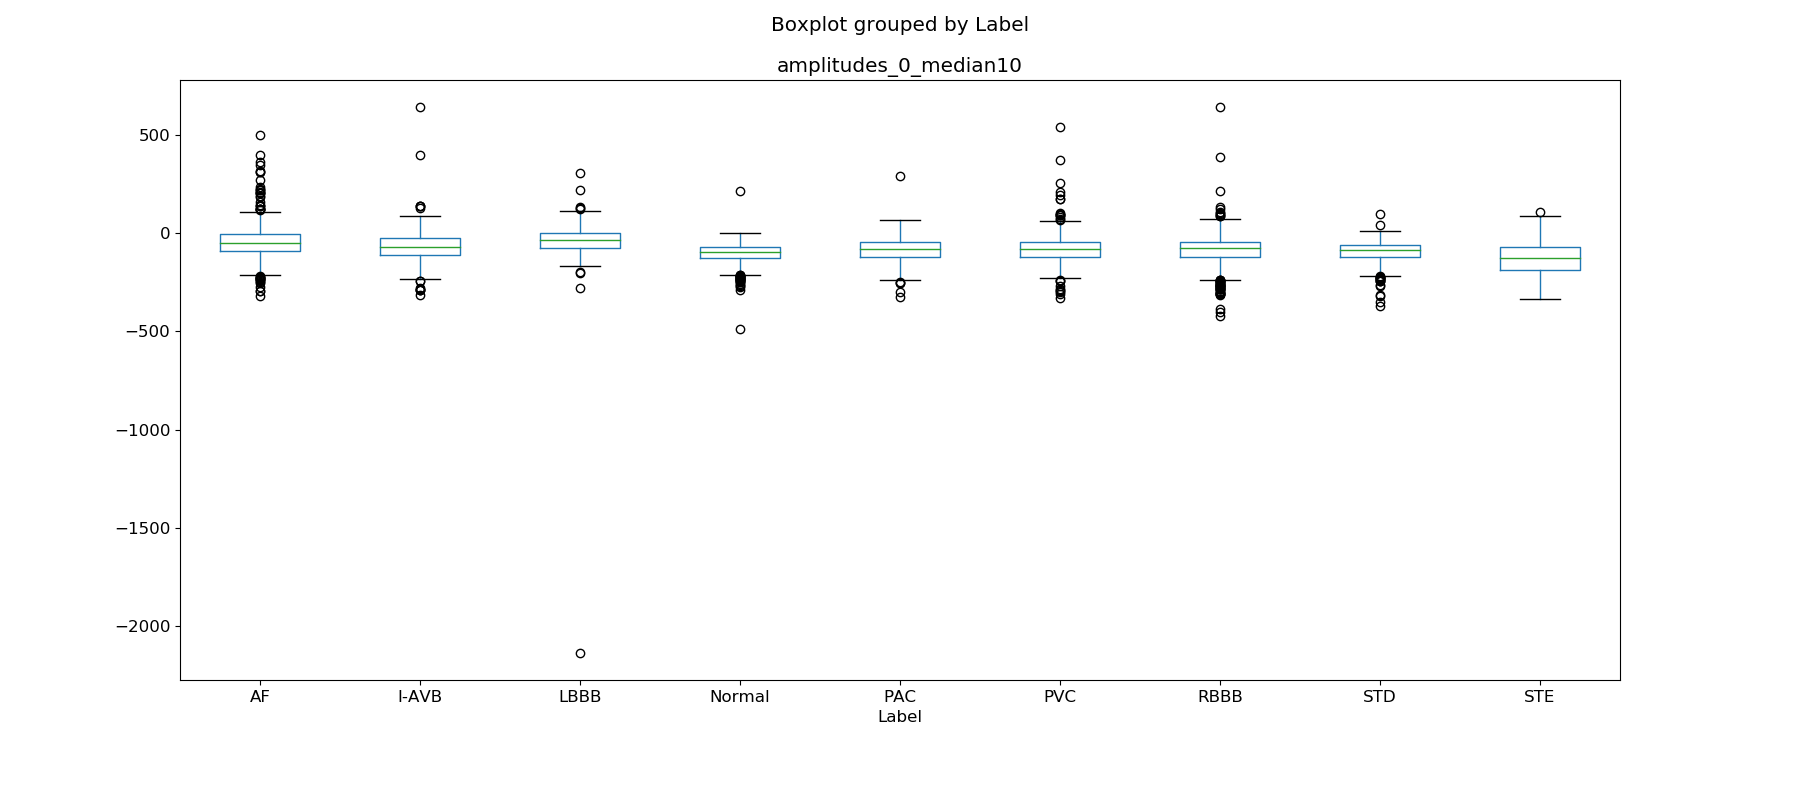 Boxplot grouped by Label
amplitudes_0_median10
500
0
−500
−1000
−1500
−2000
AF I-AVB LBBB Normal PAC PVC RBBB STD STE
Label